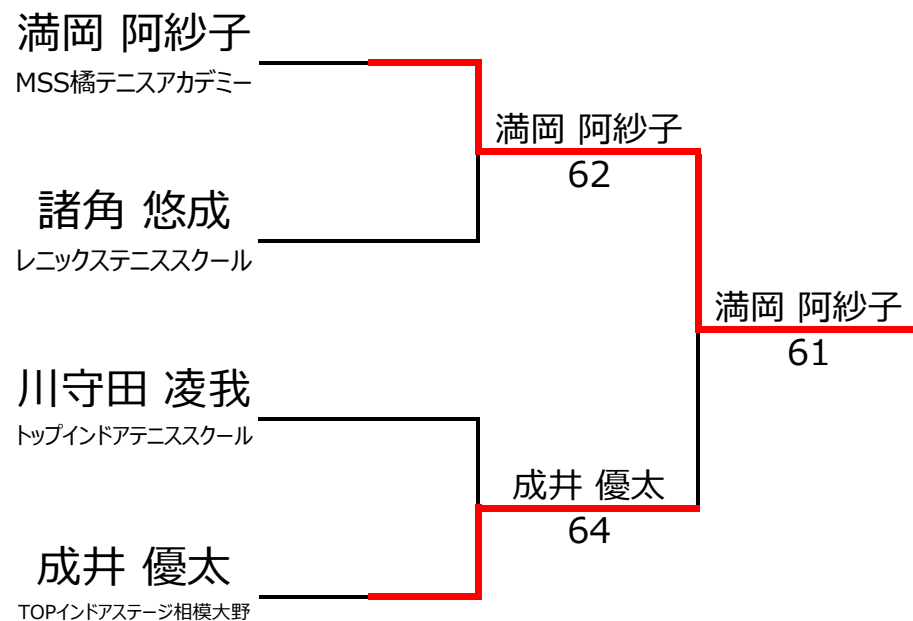 満岡 阿紗子
MSS橘テニスアカデミー
満岡 阿紗子
62
諸角 悠成
レニックステニススクール
満岡 阿紗子
61
川守田 凌我
トップインドアテニススクール
成井 優太
64
成井 優太
TOPインドアステージ相模大野